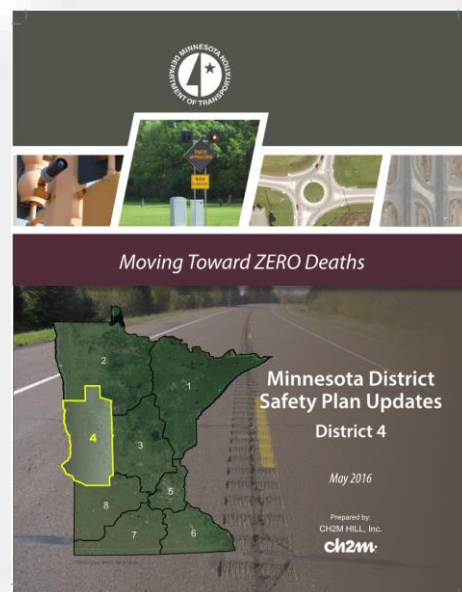 MINNESOTA DEPARTMENT OF TRANSPORTATION
Moving Toward ZERO Deaths
2
1
4
3
5
8
7
6
Minnesota District
Safety Plan Updates
District 4
May 2016
Prepared by:
CH2M HILL, Inc.
ch2m